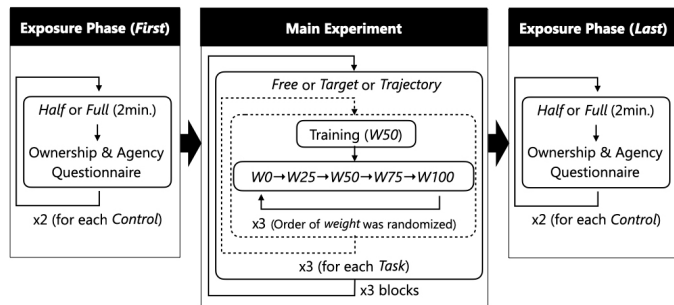 Exposure Phase (First)
Half or Full (2min.)
Ownership & Agency
Questionnaire
x2 (for each Control)
Main Experiment
Free or Target or Trajectory
Training (W50)
W0→W25→W50→W75→W100
x3 (Order of weight was randomized)
x3 (for each Task)
x3 blocks
Exposure Phase (Last)
Half or Full (2min.)
Ownership & Agency
Questionnaire
x2 (for each Control)